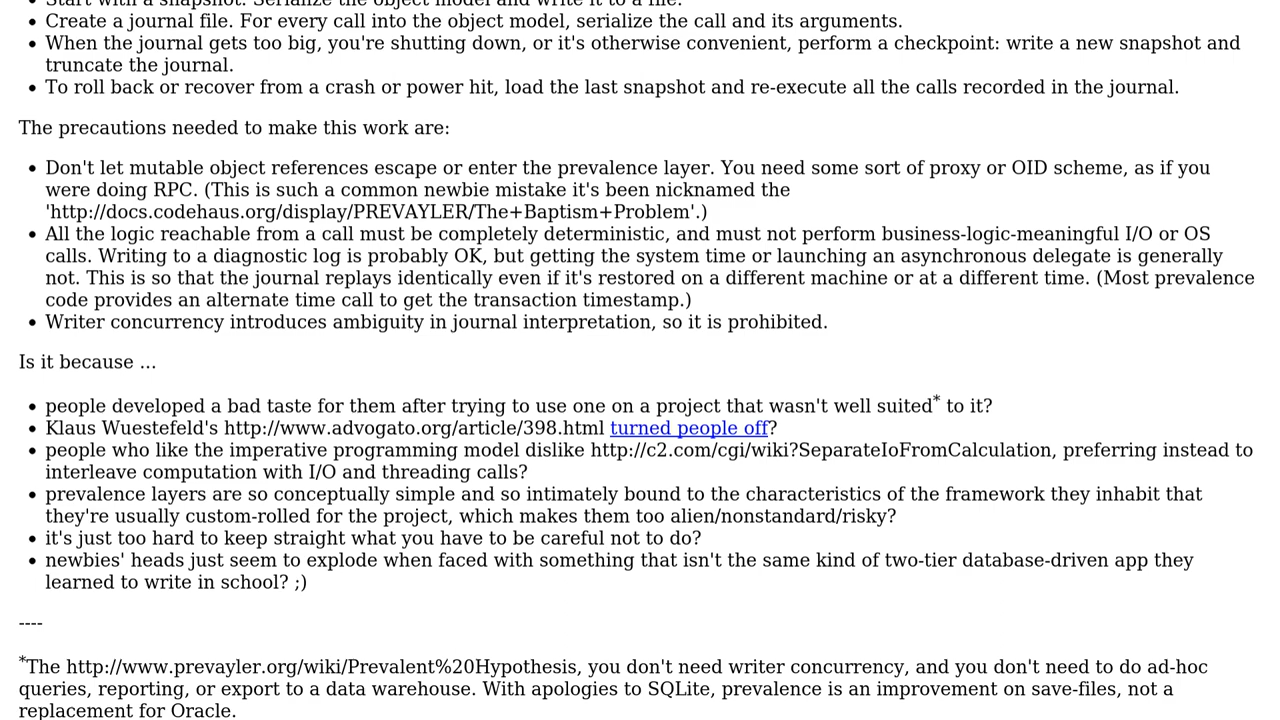 Start with a snapshot. Serialize the object model and write it to a file.
Create a journal file. For every call into the object model, serialize the call and its arguments.
When the journal gets too big, you're shutting down, or it's otherwise convenient, perform a checkpoint: write a new snapshot and
truncate the journal.
To roll back or recover from a crash or power hit, load the last snapshot and re-execute all the calls recorded in the journal.
The precautions needed to make this work are:
Don't let mutable object references escape or enter the prevalence layer. You need some sort of proxy or OID scheme, as if you
were doing RPC. (This is such a common newbie mistake it's been nicknamed the
'http://docs.codehaus.org/display/PREVAYLER/The+Baptism+Problem'.)
All the logic reachable from a call must be completely deterministic, and must not perform business-logic-meaningful I/O or OS
calls. Writing to a diagnostic log is probably OK, but getting the system time or launching an asynchronous delegate is generally
not. This is so that the journal replays identically even if it's restored on a different machine or at a different time. (Most prevalence
code provides an alternate time call to get the transaction timestamp.)
Writer concurrency introduces ambiguity in journal interpretation, so it is prohibited.
Is it because ...
people developed a bad taste for them after trying to use one on a project that wasn't well suited* to it?
Klaus Wuestefeld's http://www.advogato.org/article/398.html turned people off?
people who like the imperative programming model dislike http://c2.com/cgi/wiki?SeparateIoFromCalculation, preferring instead to
interleave computation with I/O and threading calls?
prevalence layers are so conceptually simple and so intimately bound to the characteristics of the framework they inhabit that
they're usually custom-rolled for the project, which makes them too alien/nonstandard/risky?
it's just too hard to keep straight what you have to be careful not to do?
newbies' heads just seem to explode when faced with something that isn't the same kind of two-tier database-driven app they
learned to write in school? ;)
----
*The http://www.prevayler.org/wiki/Prevalent%20Hypothesis, you don't need writer concurrency, and you don't need to do ad-hoc
queries, reporting, or export to a data warehouse. With apologies to SQLite, prevalence is an improvement on save-files, not a
replacement for Oracle.